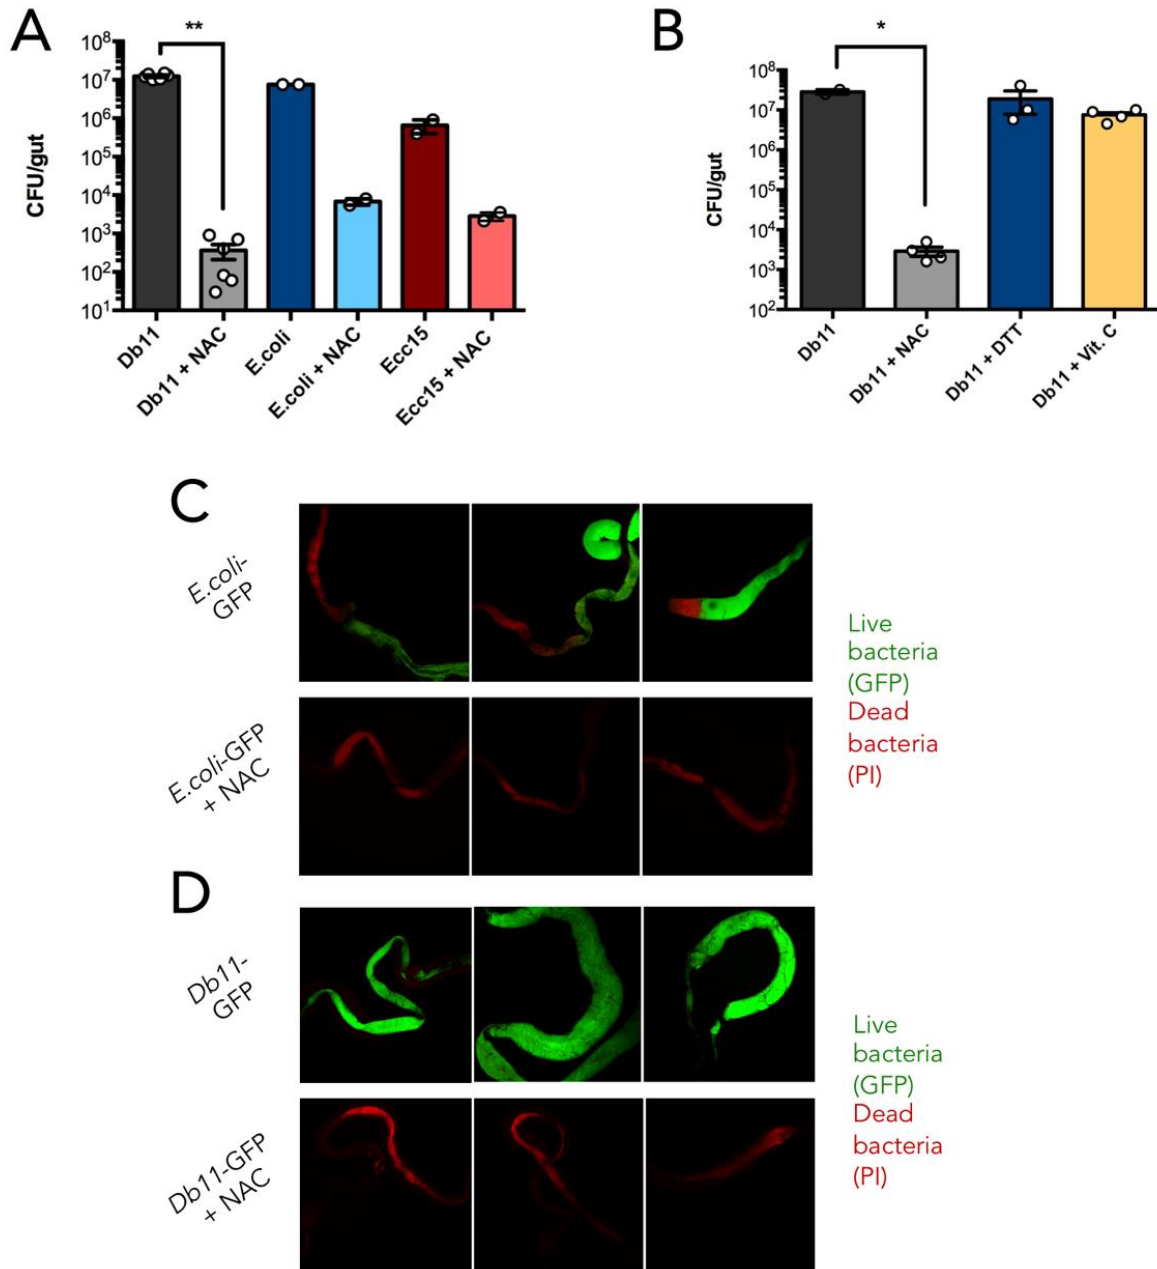 A
**
10⁸
10⁷
10⁶
10⁵
10⁴
10³
10²
10¹
CFU/gut
Db11
Db11 + NAC
E.coli
E.coli + NAC
Ecc15
Ecc15 + NAC
B
*
10⁸
10⁷
10⁶
10⁵
10⁴
10³
10²
CFU/gut
Db11
Db11 + NAC
Db11 + DTT
Db11 + Vit. C
C
E.coli-
GFP
E.coli-GFP
+ NAC
Live
bacteria
(GFP)
Dead
bacteria
(PI)
D
Db11-
GFP
Db11-GFP
+ NAC
Live
bacteria
(GFP)
Dead
bacteria
(PI)